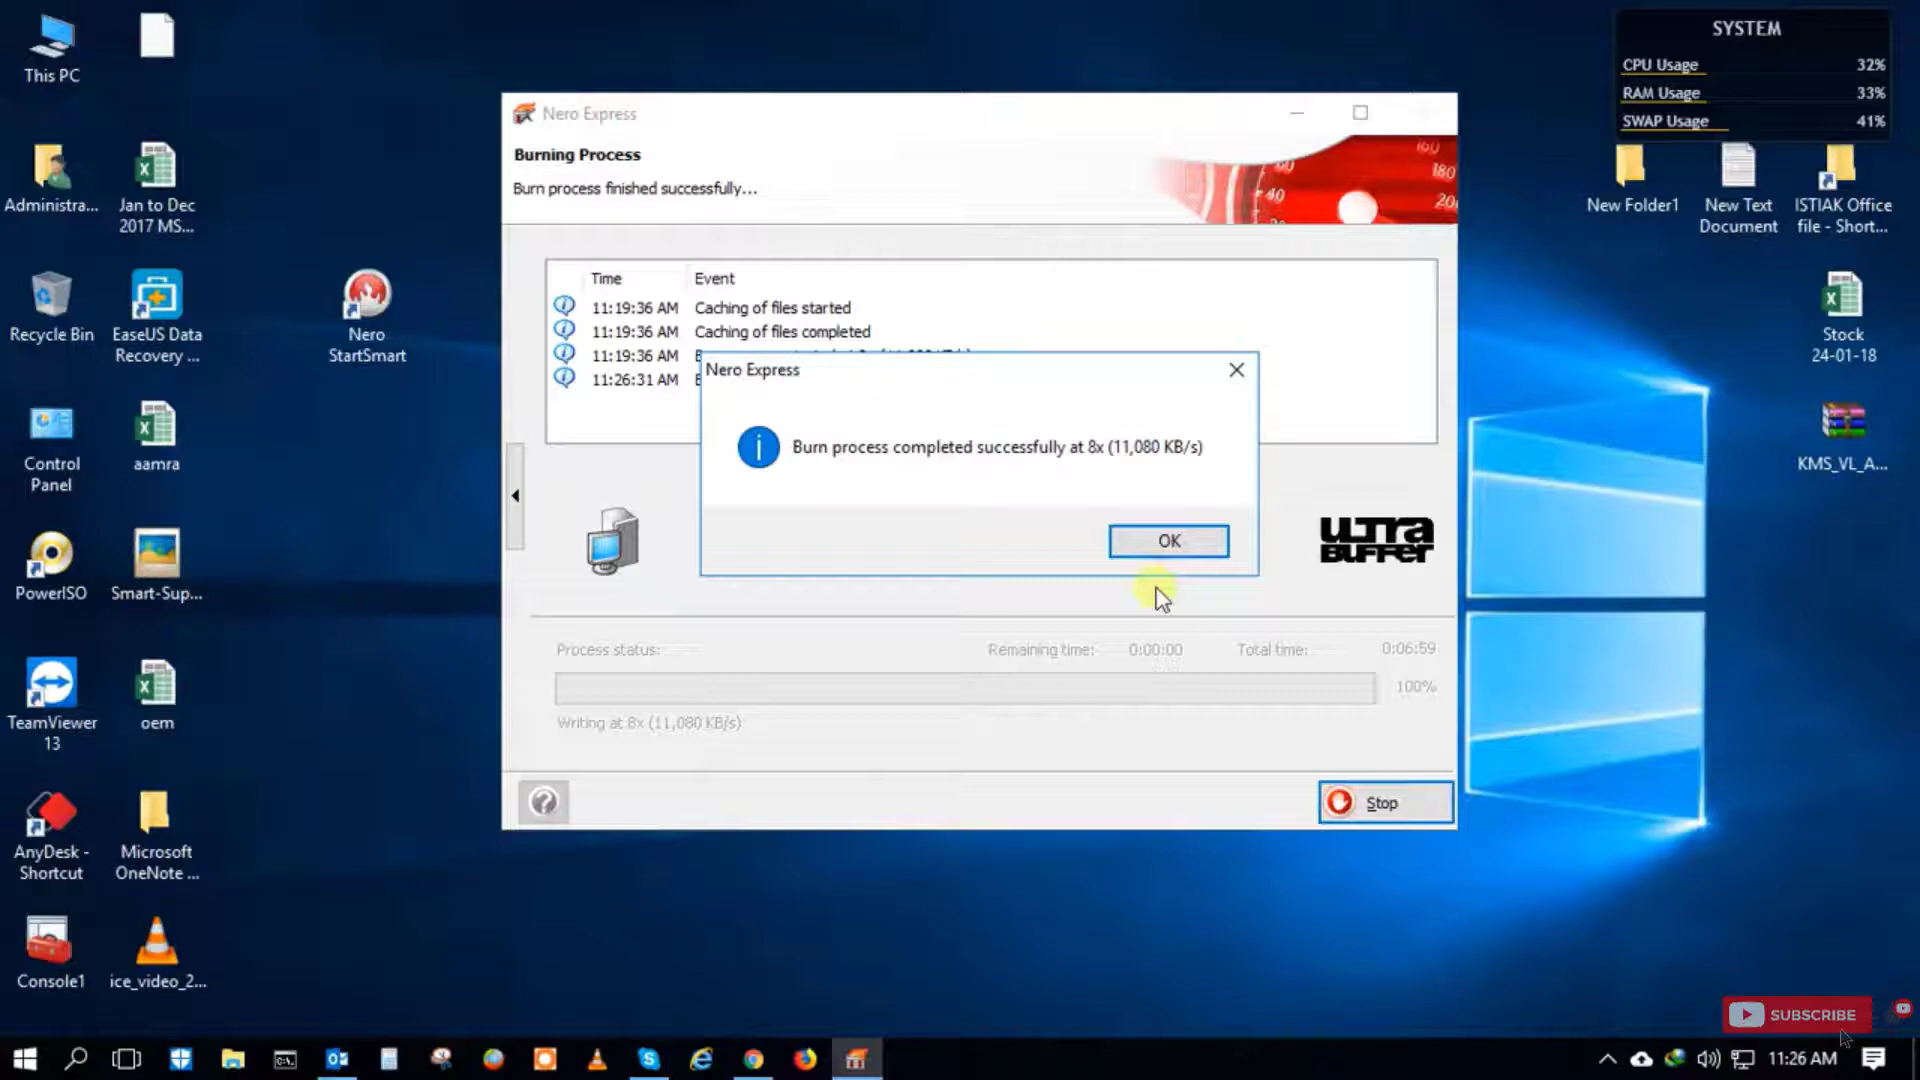 This PC
Administra...
Jan to Dec
2017 MS...
Recycle Bin
EaseUS Data
Recovery ...
Nero
StartSmart
Control
Panel
aamra
PowerISO
Smart-Sup...
TeamViewer
13
oem
AnyDesk -
Shortcut
Microsoft
OneNote ...
Console1
ice_video_2...
Nero Express
Burning Process
Burn process finished successfully...
160
180
200
60
40
Time Event
11:19:36 AM Caching of files started
11:19:36 AM Caching of files completed
11:19:36 AM
11:26:31 AM
Nero Express
Burn process completed successfully at 8x (11,080 KB/s)
OK
ULTRA
BUFFER
Process status:
Remaining time: 0:00:00
Total time: 0:06:59
100%
Writing at 8x (11,080 KB/s)
Stop
SYSTEM
CPU Usage 32%
RAM Usage 33%
SWAP Usage 41%
New Folder1
New Text
Document
ISTIAK Office
file - Short...
Stock
24-01-18
KMS_VL_A...
SUBSCRIBE
11:26 AM